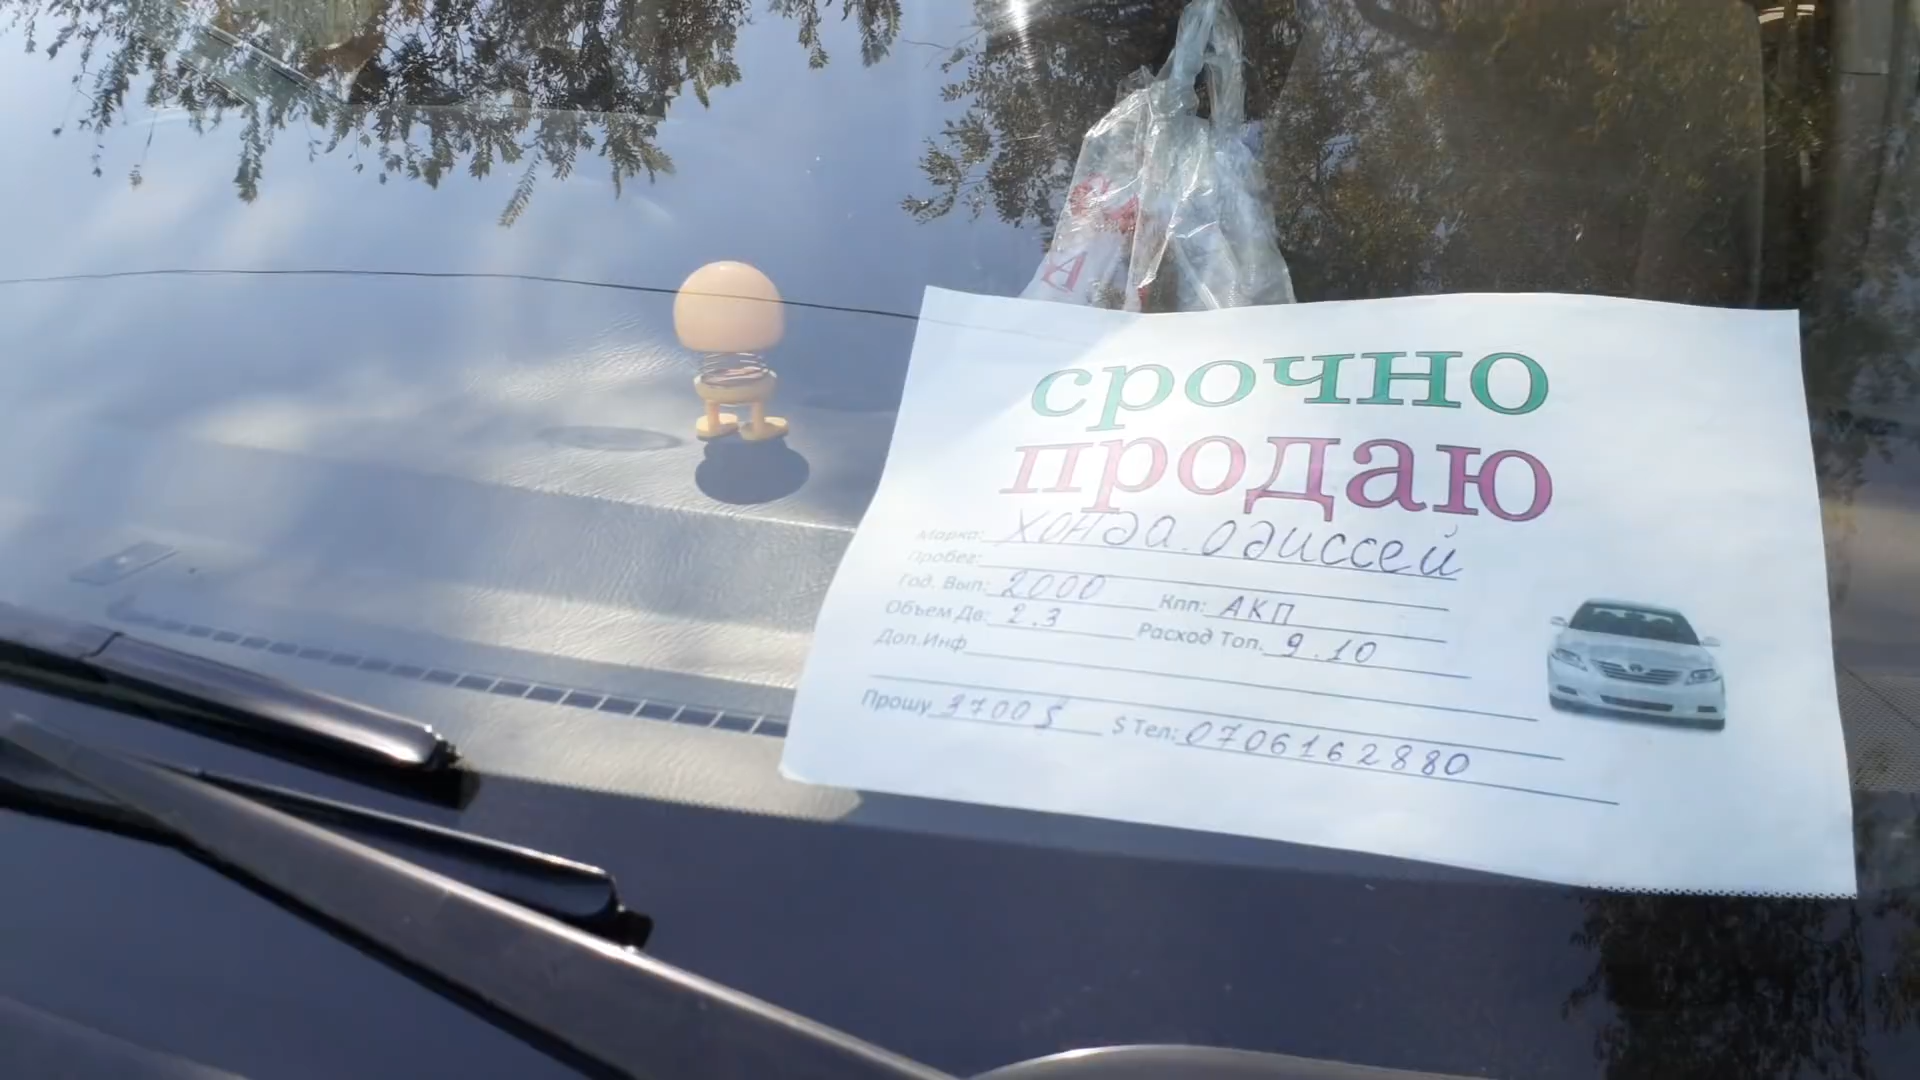 срочно
продаю
Марка: ХОНДА ОДИССЕЙ
Пробег:
Год. Вып: 2000 Кпп: АКП
Объем Дв: 2.3 Расход Топ. 9.10
Доп.Инф
Прошу 3700$ $ Тел: 0706162880